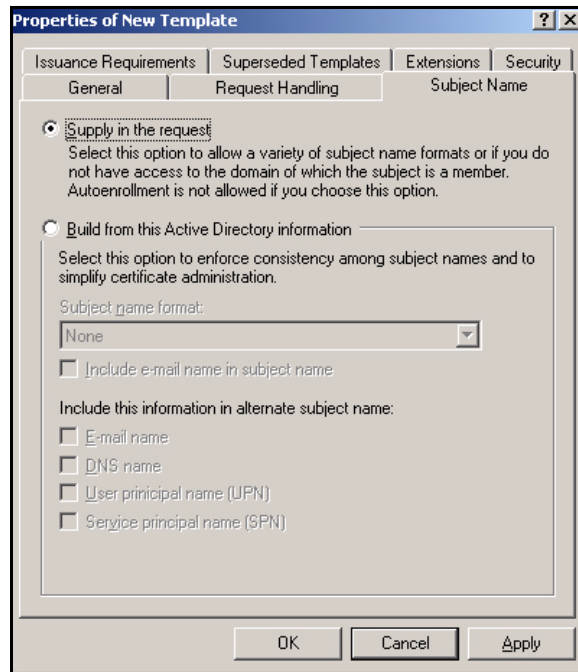 Properties of New Template
? X
Issuance Requirements Superseded Templates Extensions Security
General Request Handling Subject Name
Supply in the request
Select this option to allow a variety of subject name formats or if you do
not have access to the domain of which the subject is a member.
Autoenrollment is not allowed if you choose this option.
Build from this Active Directory information
Select this option to enforce consistency among subject names and to
simplify certificate administration.
Subject name format:
None
Include e-mail name in subject name
Include this information in alternate subject name:
E-mail name
DNS name
User prinicipal name (UPN)
Service principal name (SPN)
OK Cancel Apply